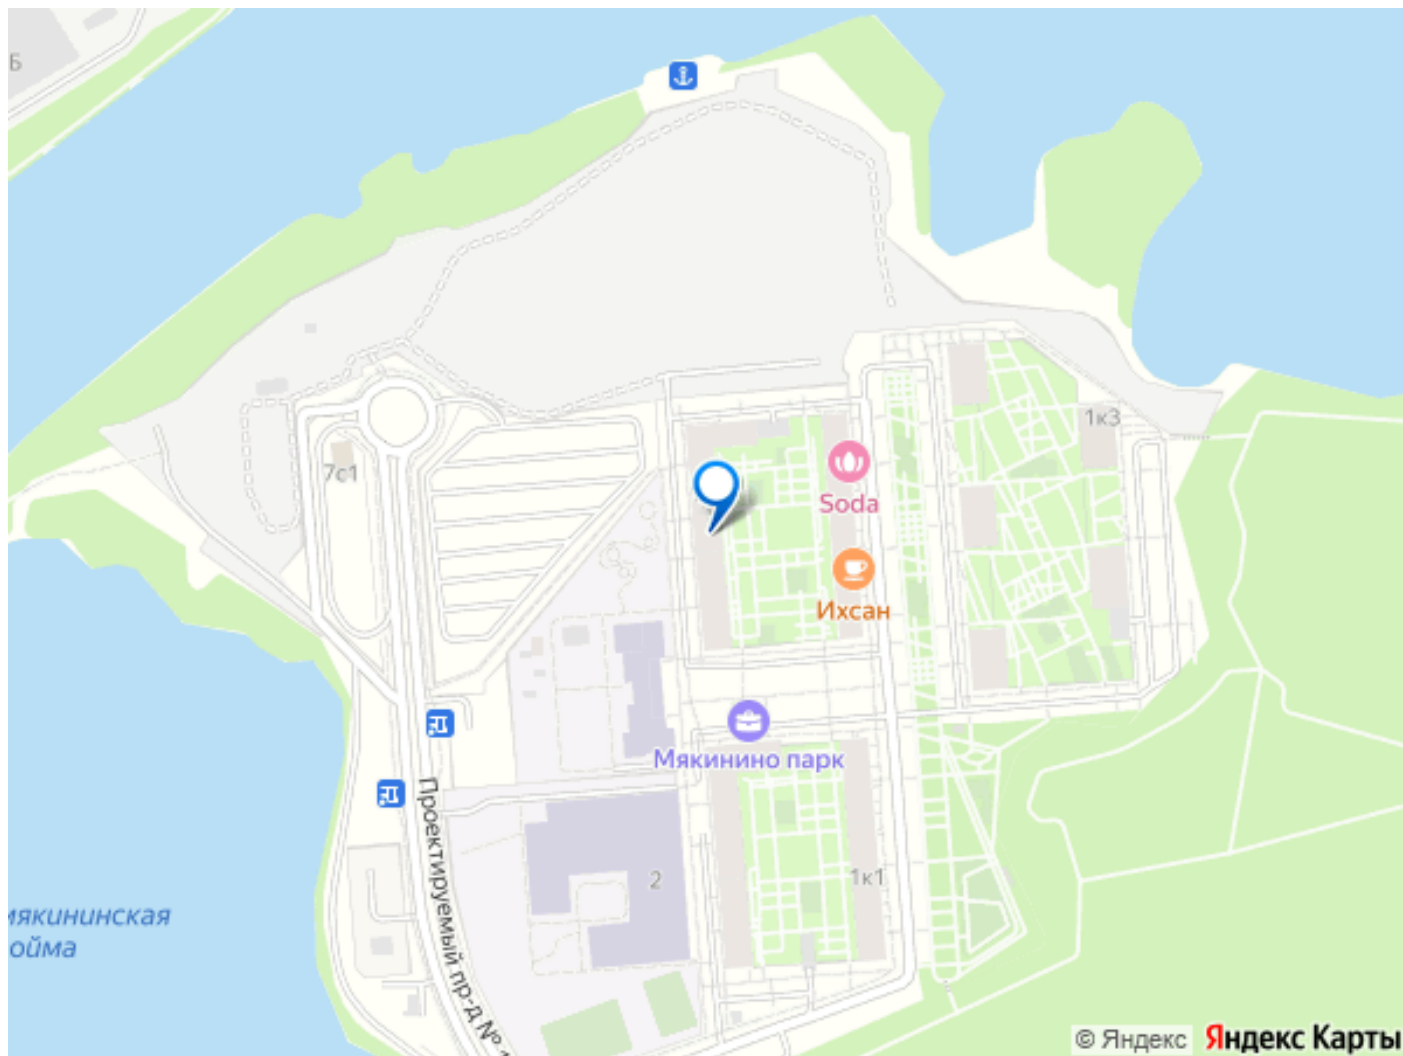 Б
1к3
7с1
Soda
Ихсан
Мякинино парк
Проектируемый пр-д №
2
1к1
мякининская
ойма
© Яндекс
Яндекс Карты